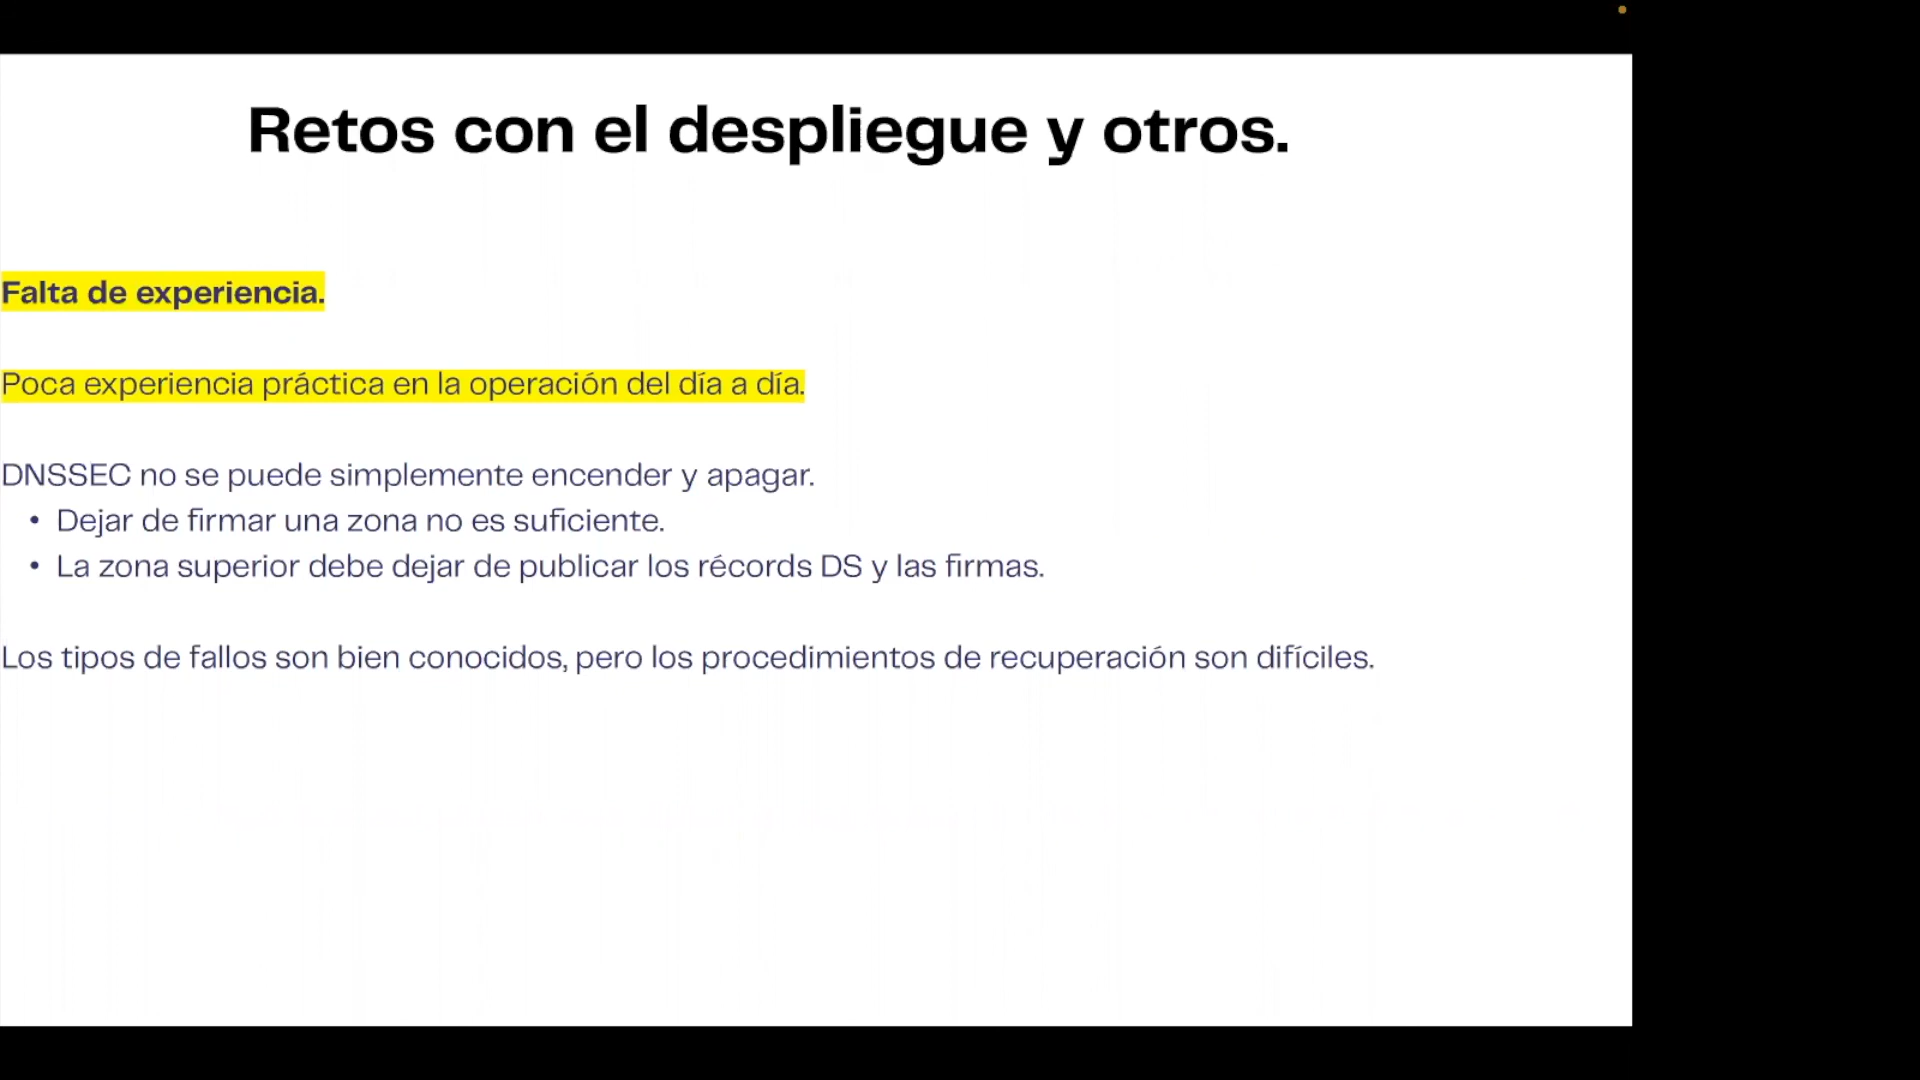 Retos con el despliegue y otros.
Falta de experiencia.
Poca experiencia práctica en la operación del día a día.
DNSSEC no se puede simplemente encender y apagar.
• Dejar de firmar una zona no es suficiente.
• La zona superior debe dejar de publicar los récords DS y las firmas.
Los tipos de fallos son bien conocidos, pero los procedimientos de recuperación son difíciles.